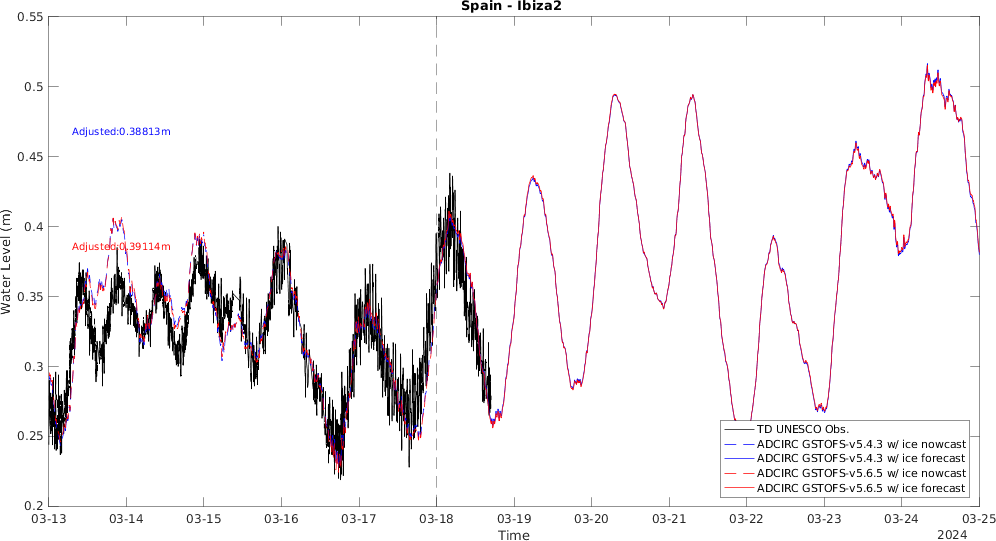 Spain - Ibiza2
0.55
0.5
0.45
0.4
0.35
0.3
0.25
0.2
Water Level (m)
Adjusted:0.38813m
Adjusted:0.39114m
TD UNESCO Obs.
ADCIRC GSTOFS-v5.4.3 w/ ice nowcast
ADCIRC GSTOFS-v5.4.3 w/ ice forecast
ADCIRC GSTOFS-v5.6.5 w/ ice nowcast
ADCIRC GSTOFS-v5.6.5 w/ ice forecast
03-13 03-14 03-15 03-16 03-17 03-18 03-19 03-20 03-21 03-22 03-23 03-24 03-25
Time
2024